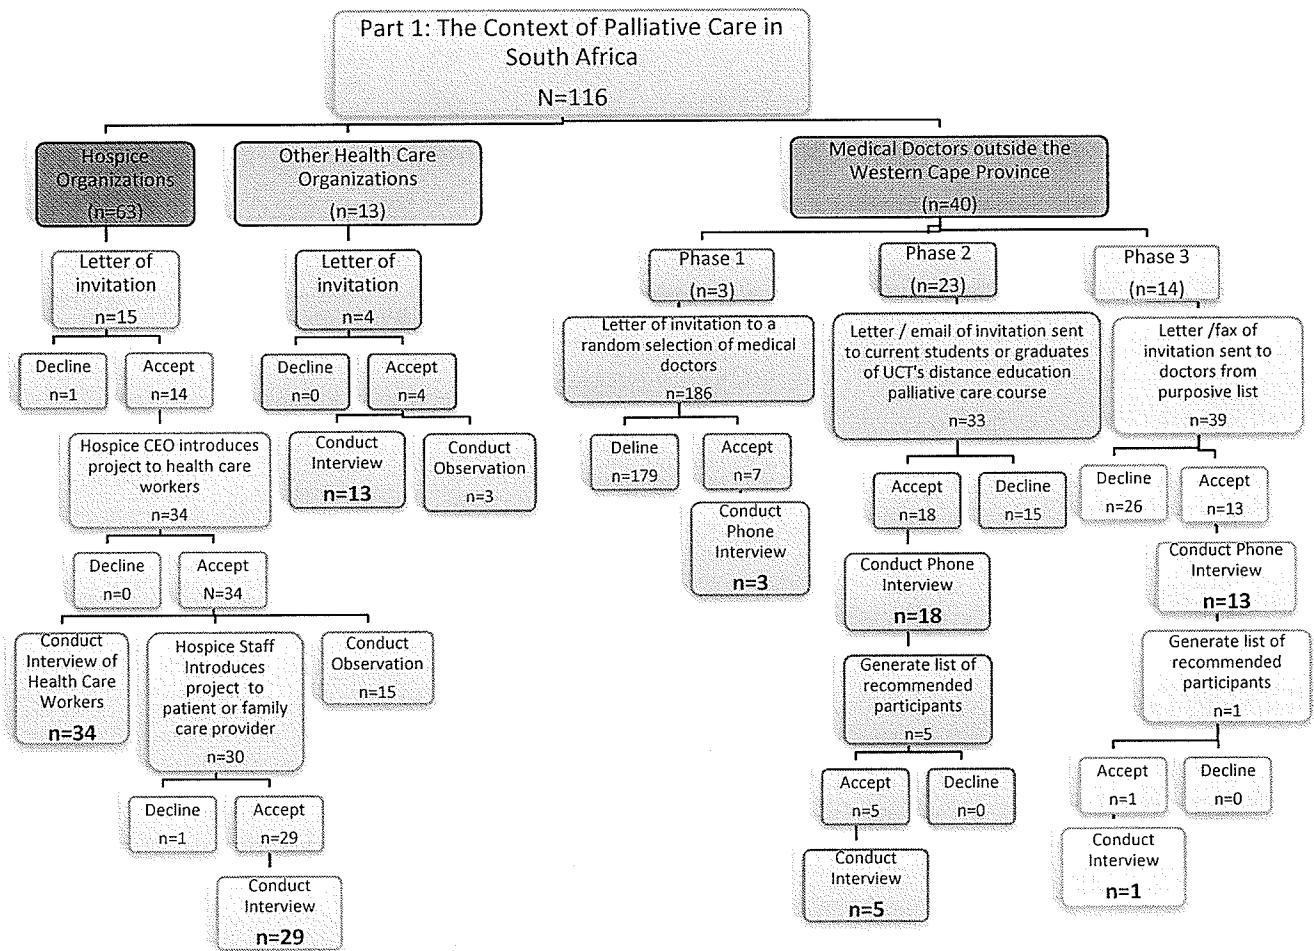 Part 1: The Context of Palliative Care in
South Africa
N=116
Hospice
Organizations
(n=63)
Letter of
invitation
n=15
Decline
n=1
Accept
n=14
Hospice CEO introduces
project to health care
workers
n=34
Decline
n=0
Accept
N=34
Conduct
Interview of
Health Care
Workers
n=34
Hospice Staff
Introduces
project to
patient or family
care provider
n=30
Decline
n=1
Accept
n=29
Conduct
Interview
n=29
Conduct
Observation
n=15
Other Health Care
Organizations
(n=13)
Letter of
invitation
n=4
Decline
n=0
Accept
n=4
Conduct
Interview
n=13
Conduct
Observation
n=3
Medical Doctors outside the
Western Cape Province
(n=40)
Phase 1
(n=3)
Letter of invitation to a
random selection of medical
doctors
n=186
Deline
n=179
Accept
n=7
Conduct
Phone
Interview
n=3
Phase 2
(n=23)
Letter / email of invitation sent
to current students or graduates
of UCT's distance education
palliative care course
n=33
Accept
n=18
Decline
n=15
Conduct Phone
Interview
n=18
Generate list of
recommended
participants
n=5
Accept
n=5
Decline
n=0
Conduct
Interview
n=5
Phase 3
(n=14)
Letter /fax of
invitation sent to
doctors from
purposive list
n=39
Decline
n=26
Accept
n=13
Conduct Phone
Interview
n=13
Generate list of
recommended
participants
n=1
Accept
n=1
Decline
n=0
Conduct
Interview
n=1